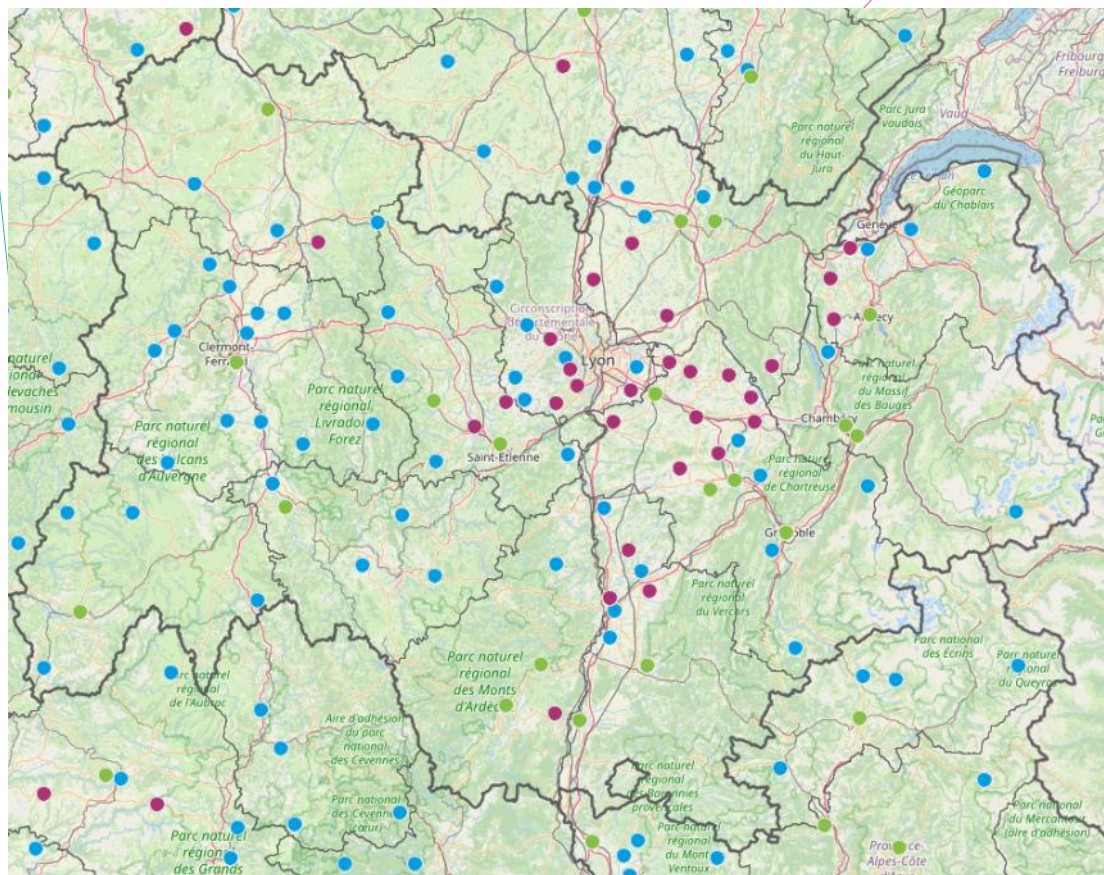 Fribourg
Freiburg
Parc Jura
vaudois
Vaud
Parc naturel
régional
du Haut-
Jura
Géoparc
du Chablais
Genève
Circonscription
départementale
du Rhône
Annecy
Lyon
Clermont-
Ferrand
Parc naturel
régional
du Massif
des Bauges
Parc naturel
régional
Livradois
Forez
Chambéry
Parc naturel
régional
des Volcans
d'Auvergne
Saint-Étienne
Parc naturel
régional
de Chartreuse
Grenoble
Parc naturel
régional
du Vercors
Parc national
des Écrins
Parc naturel
régional
du Queyras
Parc naturel
régional
des Monts
d'Ardèche
Parc naturel
régional
de l'Aubrac
Aire d'adhésion
du parc
national
des Cévennes
Parc naturel
régional
des Baronnies
provençales
Parc national
des Cévennes
(cœur)
Parc national
du Mercantour
(aire d'adhésion)
Parc naturel
régional
des Grands
Parc naturel
régional
du Mont
Ventoux
Provence-
Alpes-Côte